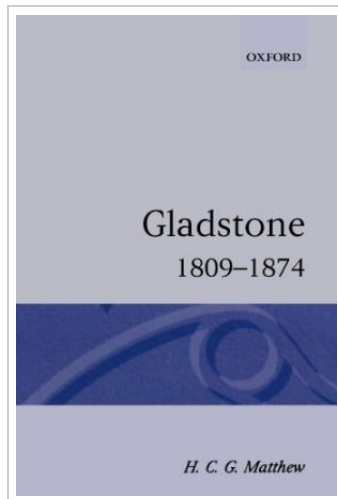 OXFORD
Gladstone
1809–1874
H. C. G. Matthew